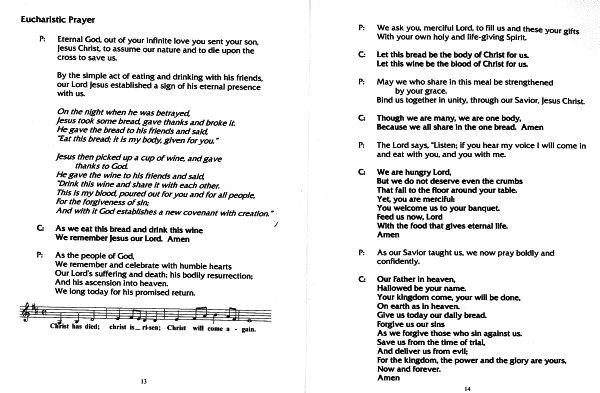 Eucharistic Prayer
P: Eternal God, out of your infinite love you sent your son,
Jesus Christ, to assume our nature and to die upon the
cross to save us.
By the simple act of eating and drinking with his friends,
our Lord Jesus established a sign of his eternal presence
with us.
On the night when he was betrayed,
Jesus took some bread, gave thanks and broke it.
He gave the bread to his friends and said,
"Eat this bread; it is my body, given for you."
Jesus then picked up a cup of wine, and gave
thanks to God.
He gave the wine to his friends and said,
"Drink this wine and share it with each other.
This is my blood, poured out for you and for all people,
For the forgiveness of sin;
And with it God establishes a new covenant with creation."
C: As we eat this bread and drink this wine
We remember Jesus our Lord. Amen
P: As the people of God,
We remember and celebrate with humble hearts
Our Lord's suffering and death; his bodily resurrection;
And his ascension into heaven.
We long today for his promised return.
Christ has died; christ is_ ri-sen; Christ will come a - gain.
13
P: We ask you, merciful Lord, to fill us and these your gifts
With your own holy and life-giving Spirit.
C: Let this bread be the body of Christ for us.
Let this wine be the blood of Christ for us.
P: May we who share in this meal be strengthened
by your grace.
Bind us together in unity, through our Savior, Jesus Christ.
C: Though we are many, we are one body,
Because we all share in the one bread. Amen
P: The Lord says, "Listen; if you hear my voice I will come in
and eat with you, and you with me.
C: We are hungry Lord,
But we do not deserve even the crumbs
That fall to the floor around your table.
Yet, you are merciful:
You welcome us to your banquet.
Feed us now, Lord
With the food that gives eternal life.
Amen
P: As our Savior taught us, we now pray boldly and
confidently.
C: Our Father in heaven,
Hallowed be your name.
Your kingdom come, your will be done,
On earth as in heaven.
Give us today our daily bread.
Forgive us our sins
As we forgive those who sin against us.
Save us from the time of trial,
And deliver us from evil;
For the kingdom, the power and the glory are yours,
Now and forever.
Amen
14